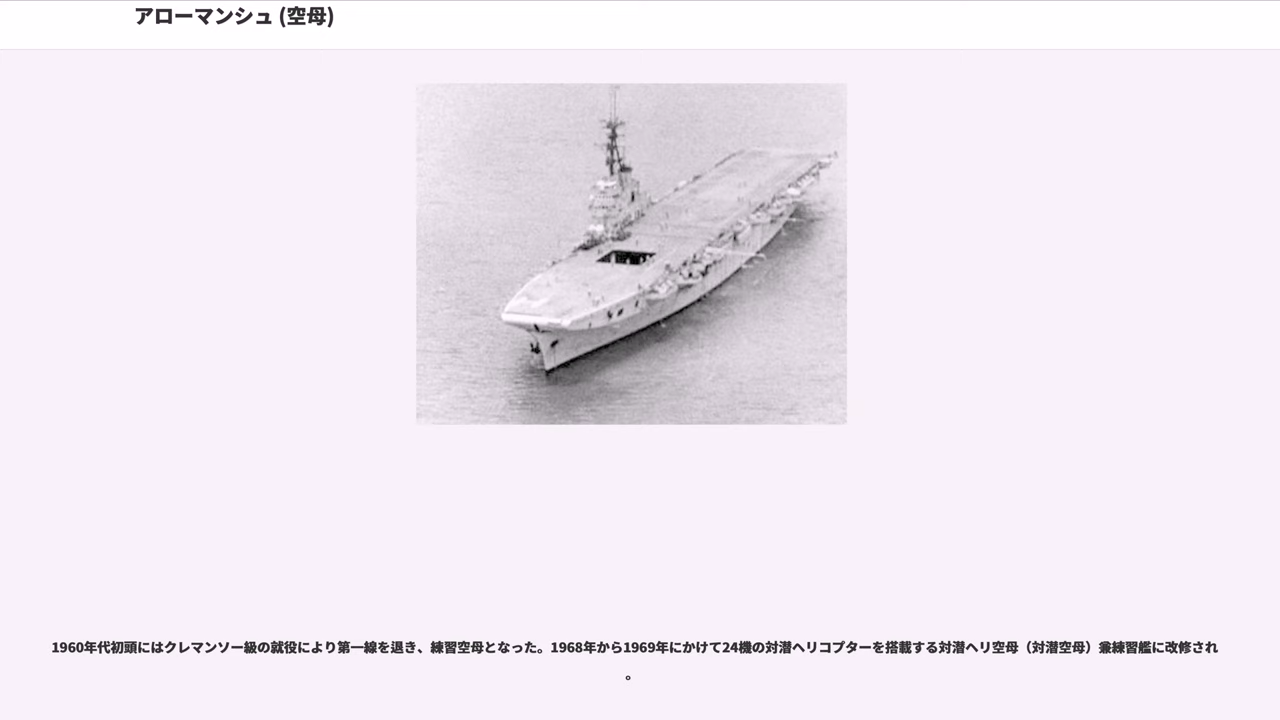 アローマンシュ (空母)
1960年代初頭にはクレマンソー級の就役により第一線を退き、練習空母となった。1968年から1969年にかけて24機の対潜ヘリコプターを搭載する対潜ヘリ空母（対潜空母）兼練習艦に改修され
。